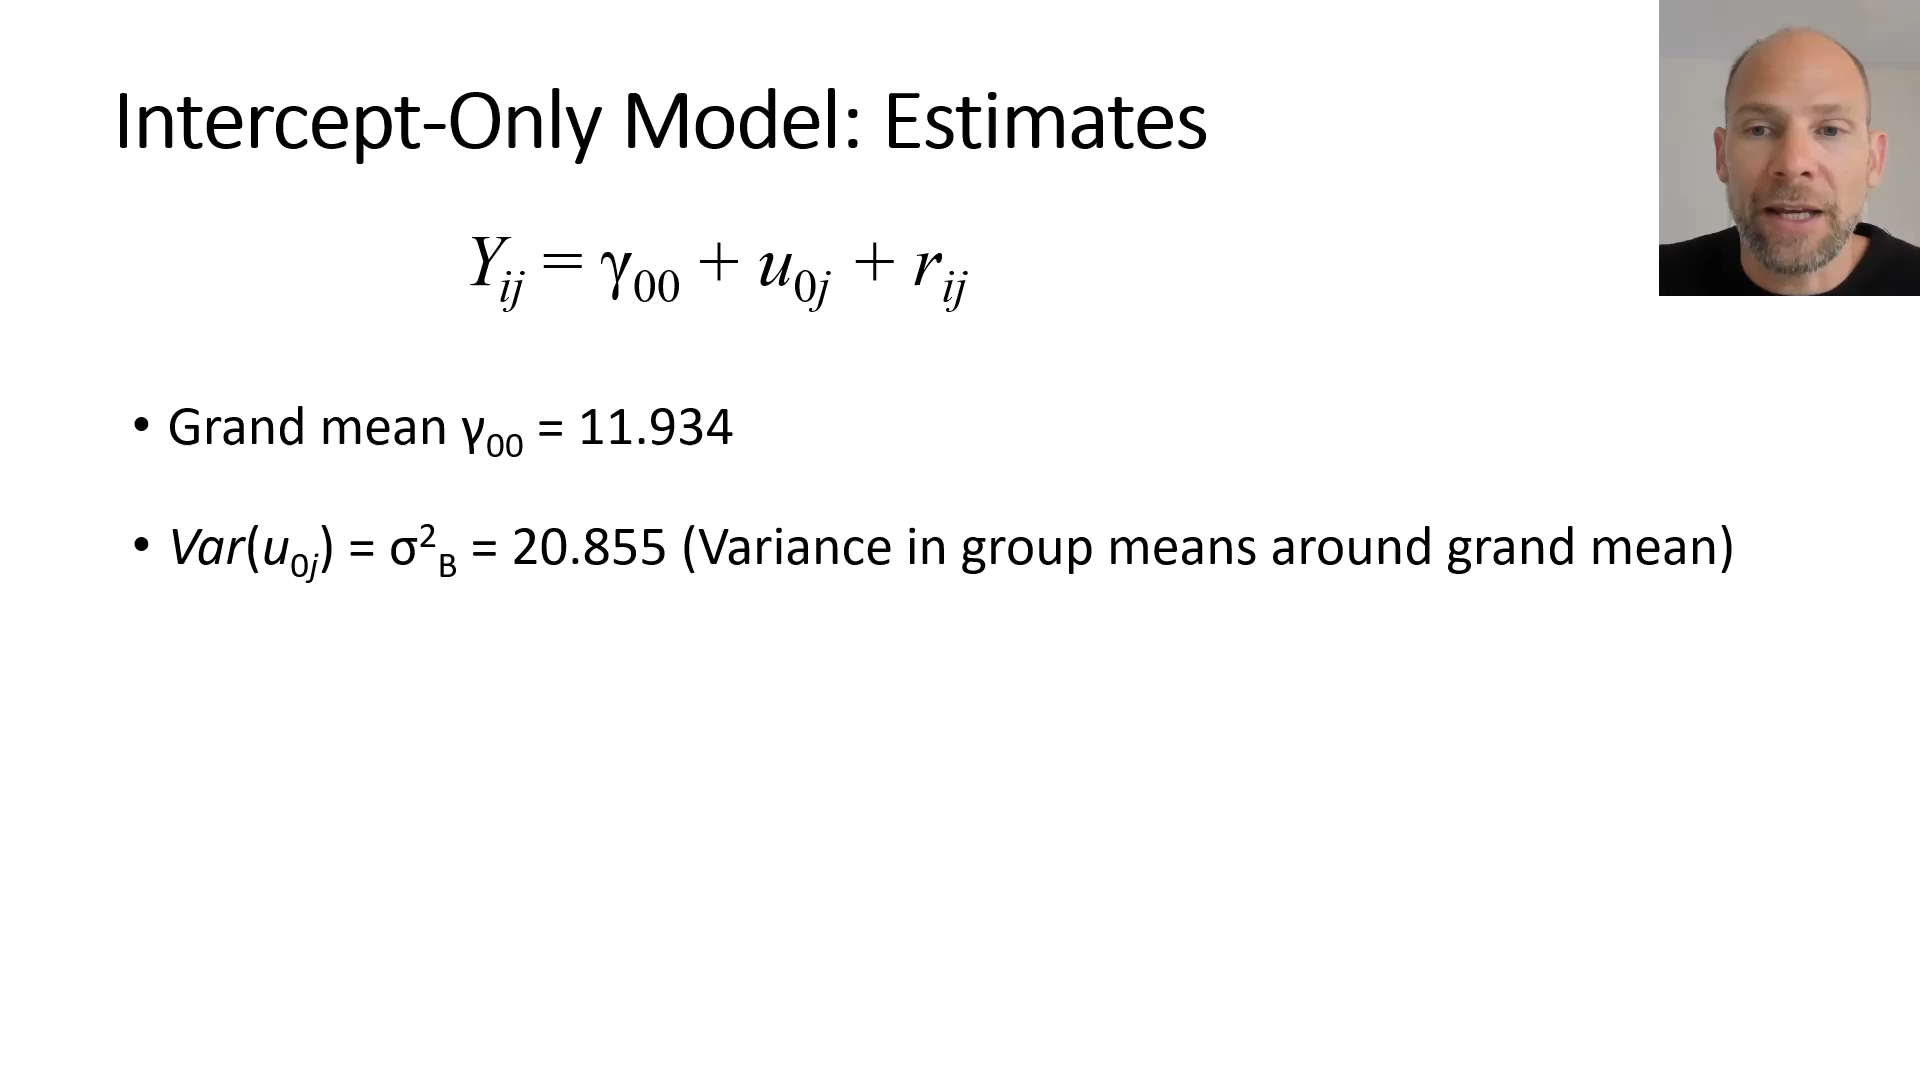 Intercept-Only Model: Estimates
Yij = γ00 + u0j + rij
• Grand mean γ00 = 11.934
• Var(u0j) = σ²B = 20.855 (Variance in group means around grand mean)